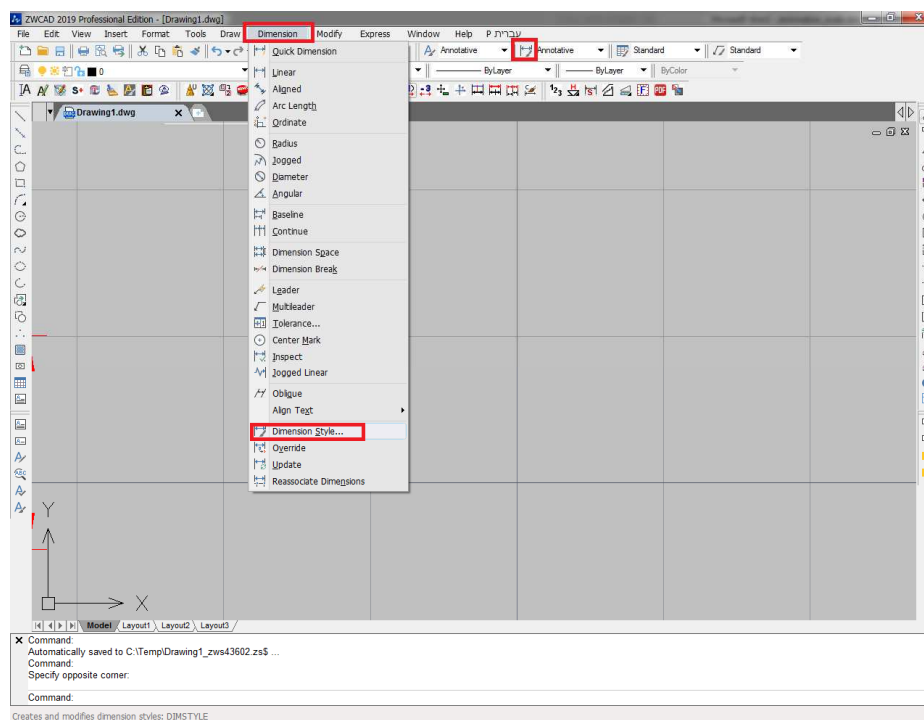 ZWCAD 2019 Professional Edition - [Drawing1.dwg]
File Edit View Insert Format Tools Draw Dimension Modify Express Window Help עברית P
Annotative Annotative Standard Standard
0 ByLayer ByLayer ByColor
Drawing1.dwg
Quick Dimension
Linear
Aligned
Arc Length
Ordinate
Radius
Jogged
Diameter
Angular
Baseline
Continue
Dimension Space
Dimension Break
Leader
Multileader
Tolerance...
Center Mark
Inspect
Jogged Linear
Oblique
Align Text
Dimension Style...
Override
Update
Reassociate Dimensions
Y
X
Model Layout1 Layout2 Layout3
Command:
Automatically saved to C:\Temp\Drawing1_zws43602.zs$ ...
Command:
Specify opposite corner:
Command:
Creates and modifies dimension styles: DIMSTYLE